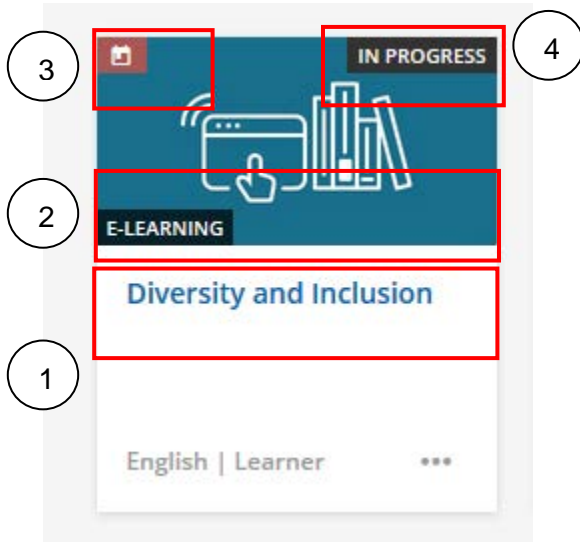 3
IN PROGRESS
4
2
E-LEARNING
Diversity and Inclusion
1
English | Learner